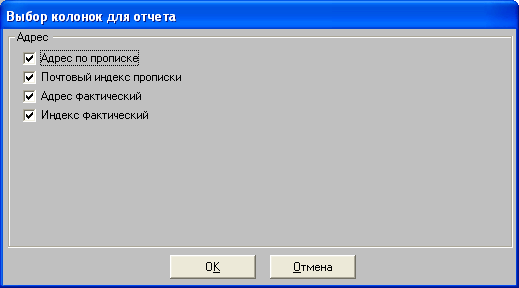 Выбор колонок для отчета
Адрес
Адрес по прописке
Почтовый индекс прописки
Адрес фактический
Индекс фактический
OK
Отмена